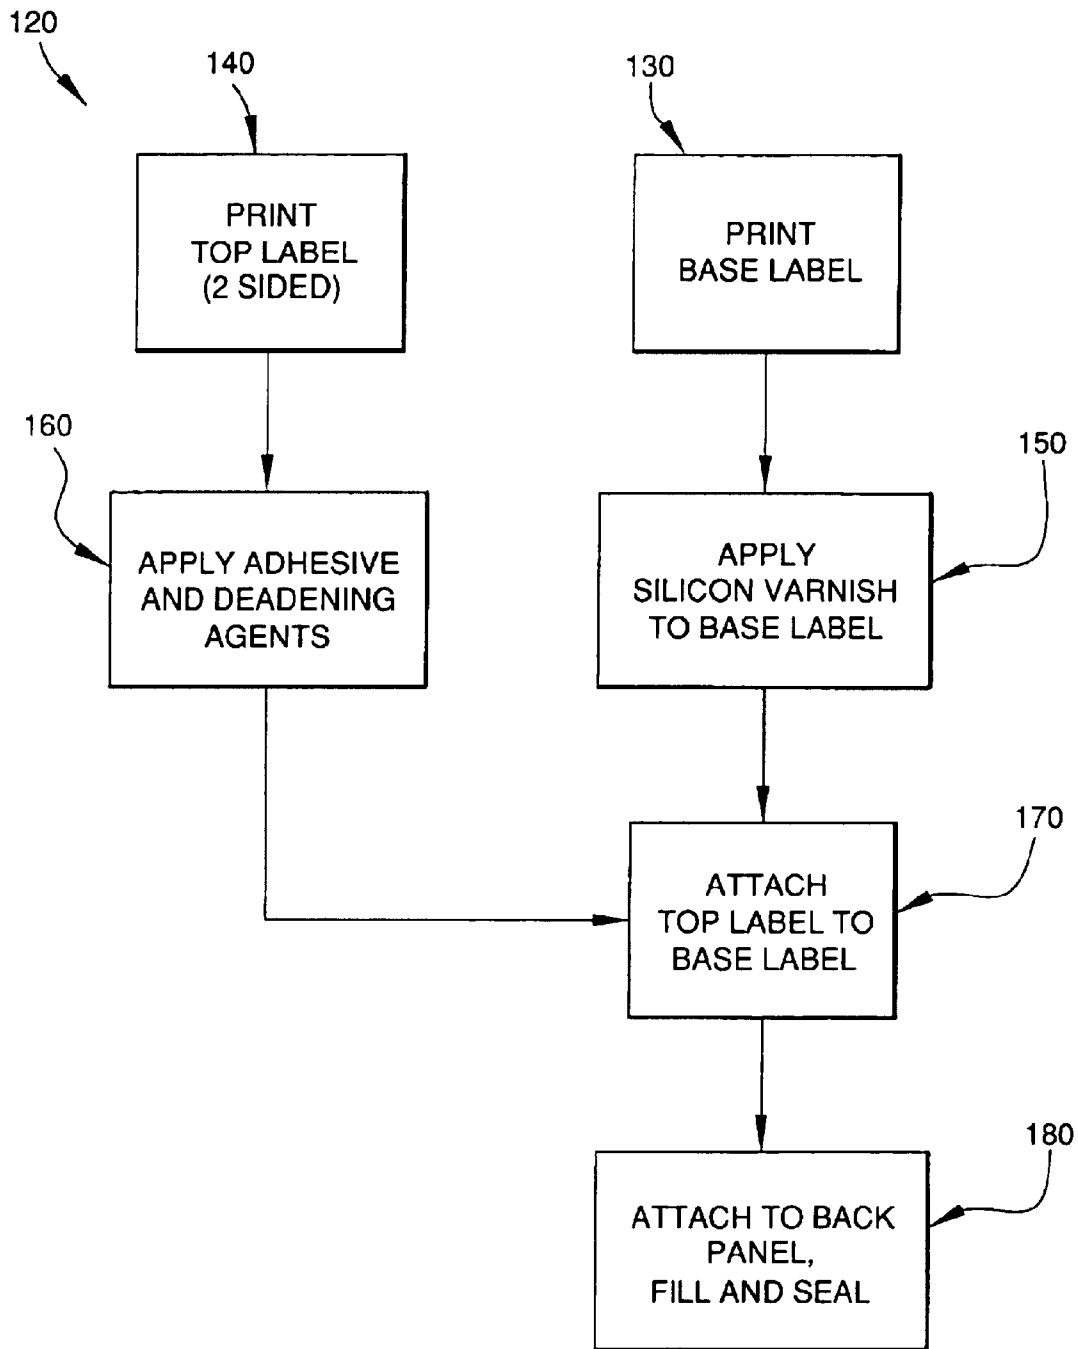 120
140
130
PRINT
TOP LABEL
(2 SIDED)
PRINT
BASE LABEL
160
150
APPLY ADHESIVE
AND DEADENING
AGENTS
APPLY
SILICON VARNISH
TO BASE LABEL
170
ATTACH
TOP LABEL TO
BASE LABEL
180
ATTACH TO BACK
PANEL,
FILL AND SEAL